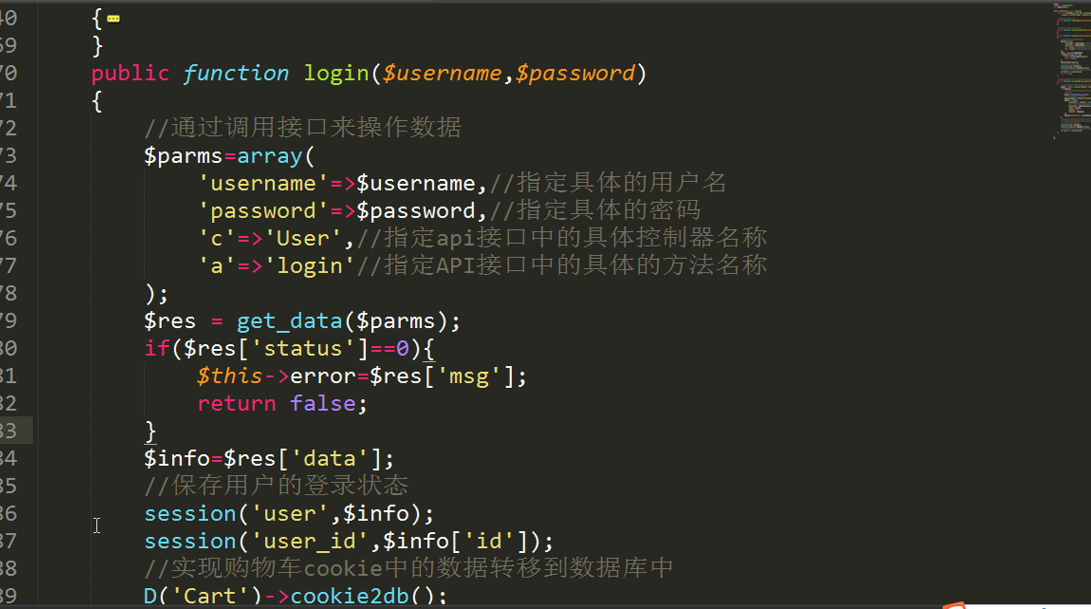 40 {
69 }
70 public function login($username,$password)
71 {
72 //通过调用接口来操作数据
73 $parms=array(
74 'username'=>$username,//指定具体的用户名
75 'password'=>$password,//指定具体的密码
76 'c'=>'User',//指定api接口中的具体控制器名称
77 'a'=>'login'//指定API接口中的具体的方法名称
78 );
79 $res = get_data($parms);
80 if($res['status']==0){
81 $this->error=$res['msg'];
82 return false;
83 }
84 $info=$res['data'];
85 //保存用户的登录状态
86 session('user',$info);
87 session('user_id',$info['id']);
88 //实现购物车cookie中的数据转移到数据库中
89 D('Cart')->cookie2db();